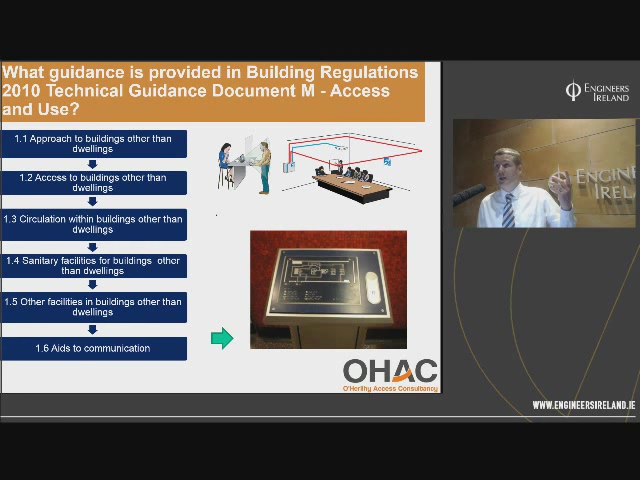 What guidance is provided in Building Regulations
2010 Technical Guidance Document M - Access
and Use?
1.1 Approach to buildings other than
dwellings
1.2 Access to buildings other than
dwellings
1.3 Circulation within buildings other than
dwellings
1.4 Sanitary facilities for buildings other
than dwellings
1.5 Other facilities in buildings other than
dwellings
1.6 Aids to communication
OHAC
O'Herlihy Access Consultancy
ENGINEERS
IRELAND
ENGINE
IRELA
WWW.ENGINEERSIRELAND.IE